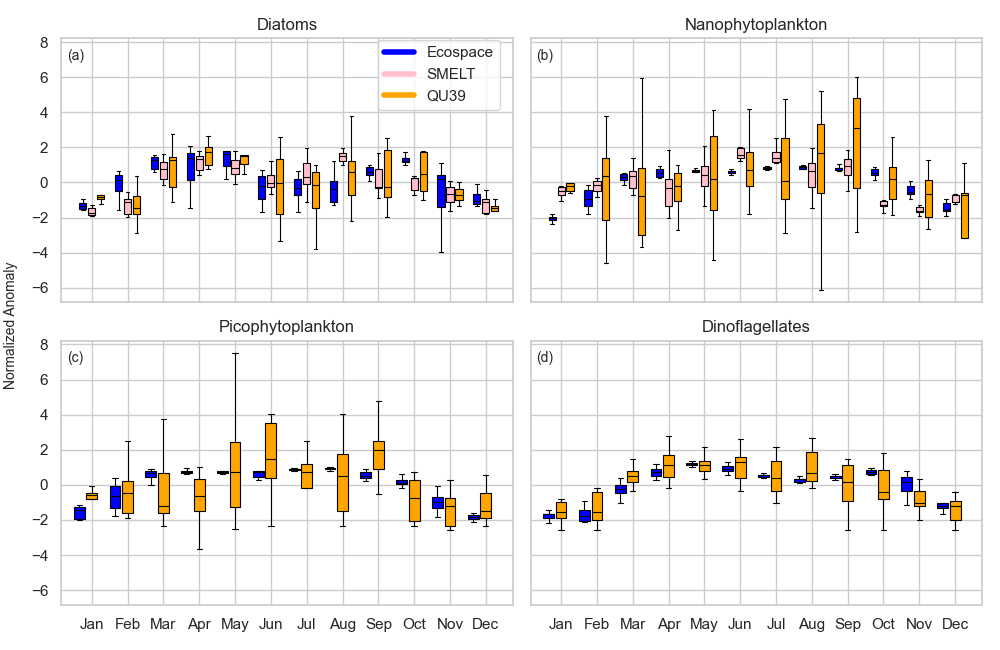 Diatoms
Nanophytoplankton
(a)
Ecospace
SMELT
QU39
(b)
8
6
4
2
0
−2
−4
−6
Normalized Anomaly
Picophytoplankton
Dinoflagellates
(c)
(d)
8
6
4
2
0
−2
−4
−6
Jan Feb Mar Apr May Jun Jul Aug Sep Oct Nov Dec
Jan Feb Mar Apr May Jun Jul Aug Sep Oct Nov Dec